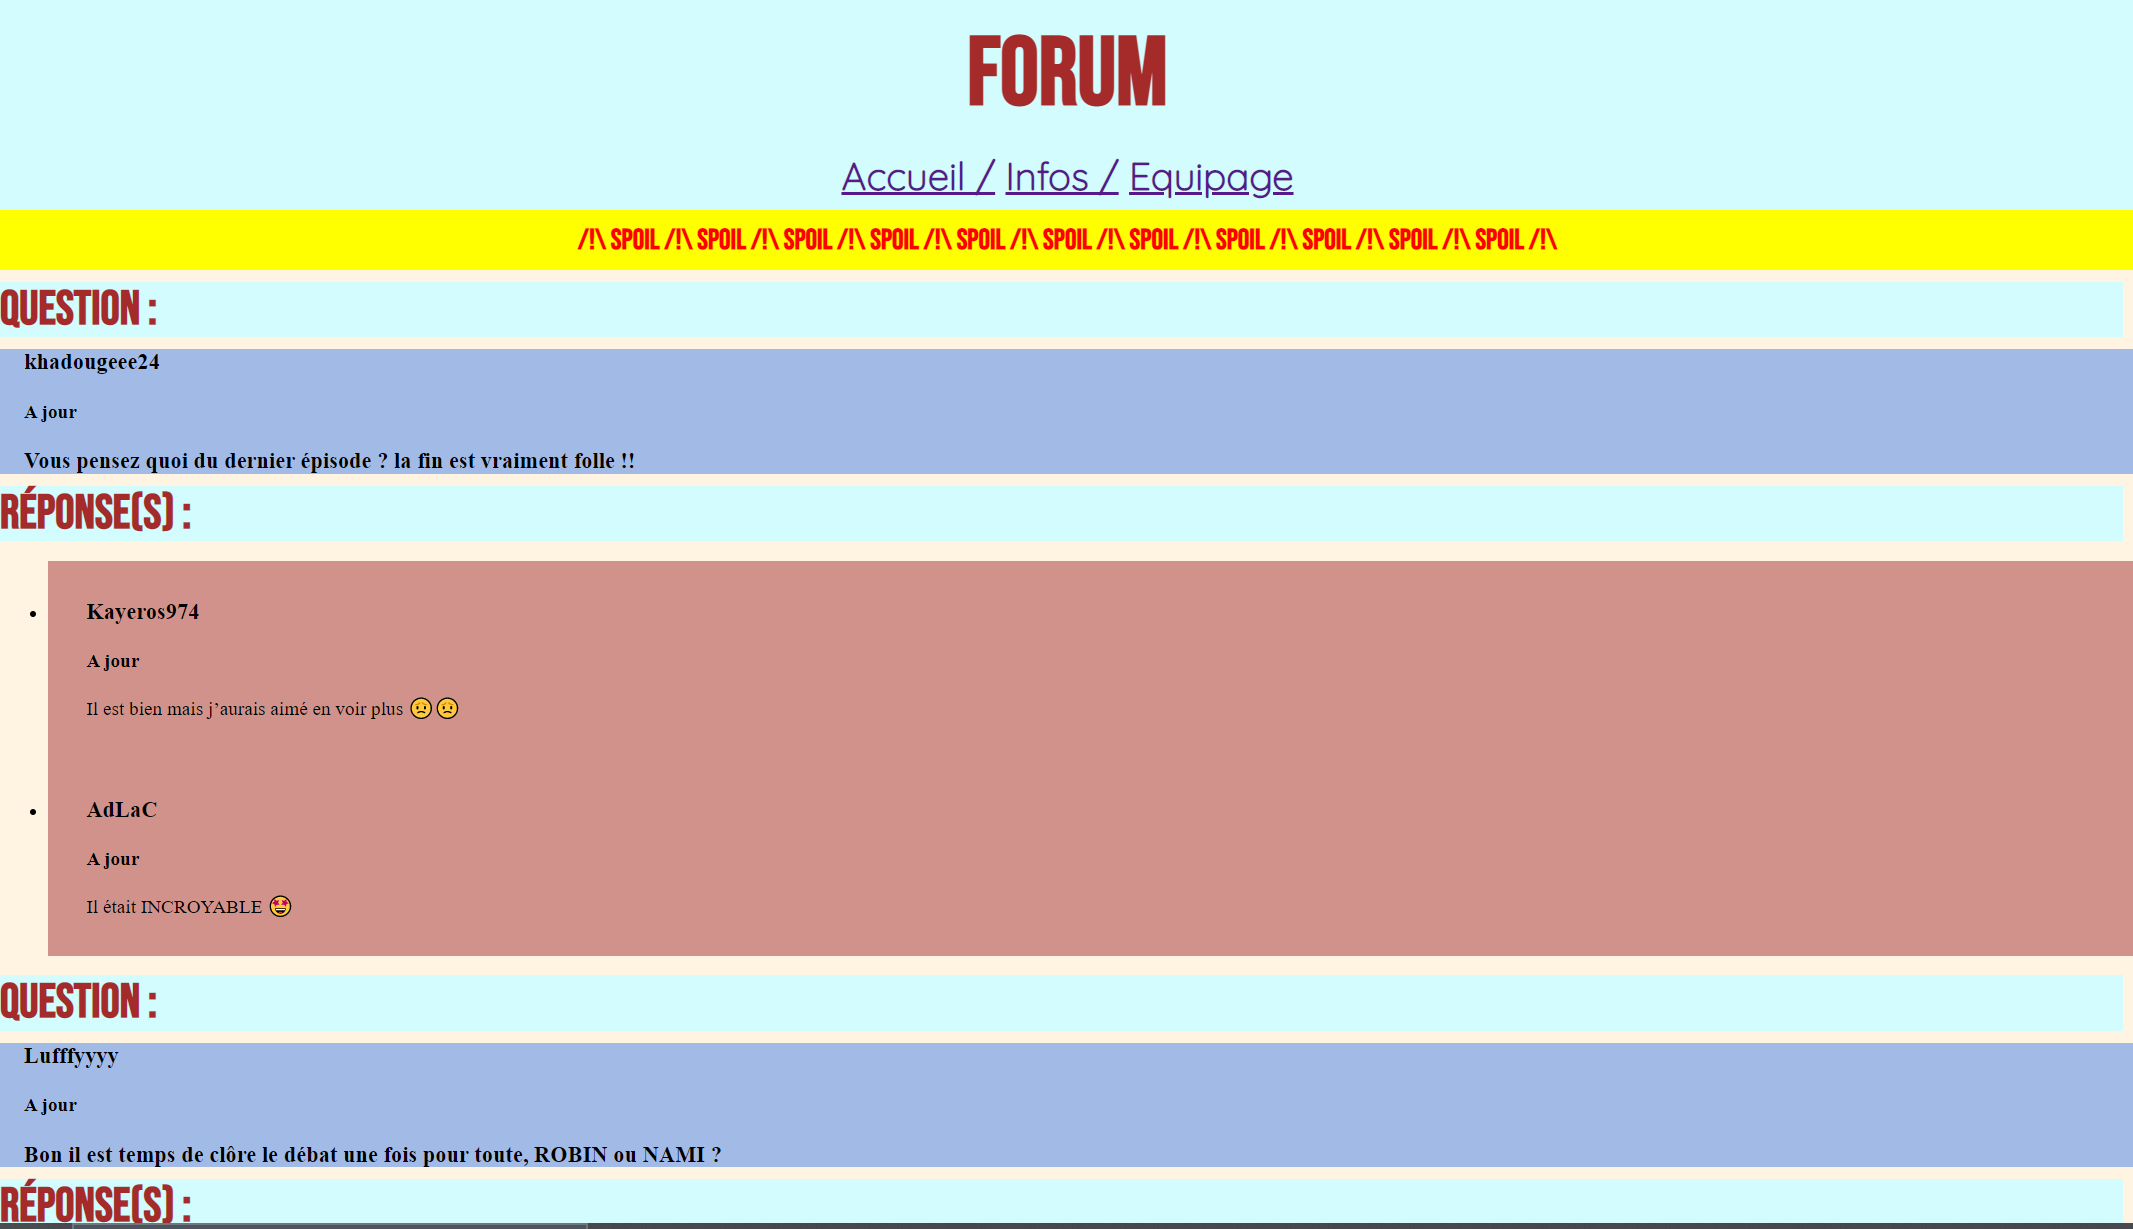 FORUM
Accueil / Infos / Equipage
/!\ SPOIL /!\ SPOIL /!\ SPOIL /!\ SPOIL /!\ SPOIL /!\ SPOIL /!\ SPOIL /!\ SPOIL /!\ SPOIL /!\ SPOIL /!\ SPOIL /!\
QUESTION :
khadougeee24
A jour
Vous pensez quoi du dernier épisode ? la fin est vraiment folle !!
RÉPONSE(S) :
Kayeros974
A jour
Il est bien mais j’aurais aimé en voir plus 😟😟
AdLaC
A jour
Il était INCROYABLE 🤩
QUESTION :
Lufffyyyy
A jour
Bon il est temps de clôre le débat une fois pour toute, ROBIN ou NAMI ?
RÉPONSE(S) :